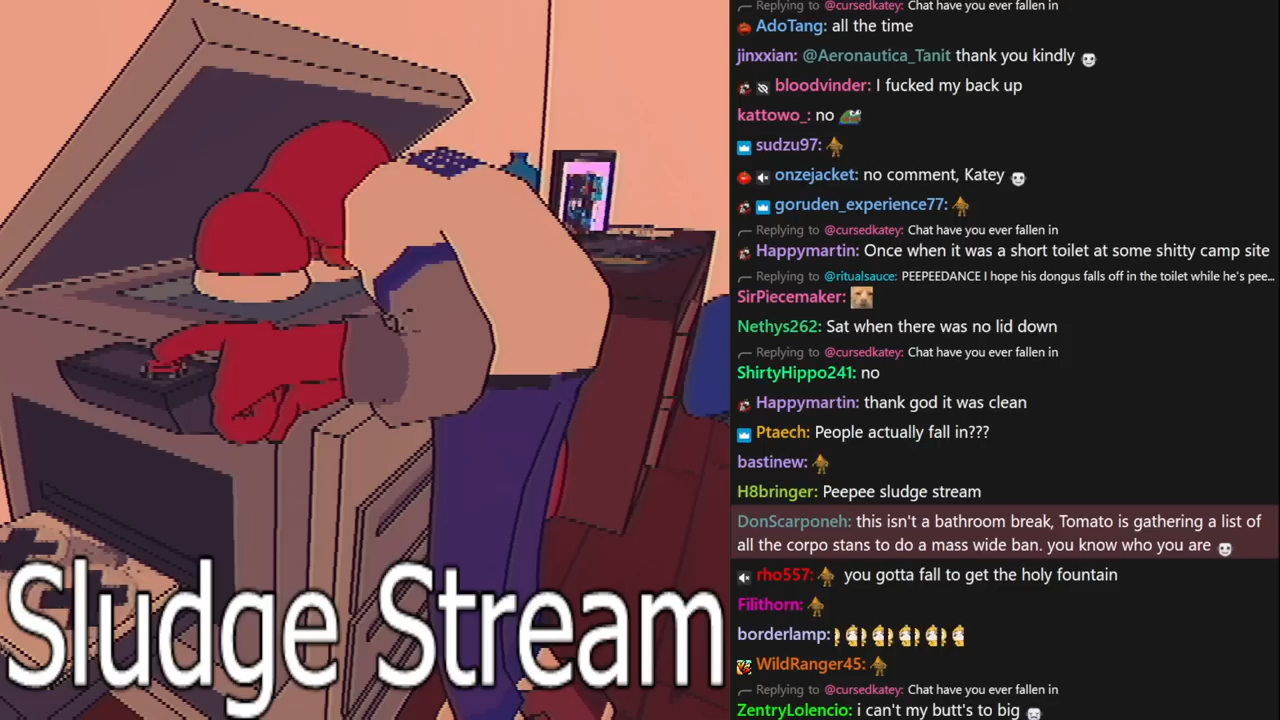 Sludge Stream
Replying to @cursedkatey: Chat have you ever fallen in
AdoTang: all the time
jinxxian: @Aeronautica_Tanit thank you kindly
bloodvinder: I fucked my back up
kattowo_: no
sudzu97:
onzejacket: no comment, Katey
goruden_experience77:
Replying to @cursedkatey: Chat have you ever fallen in
Happymartin: Once when it was a short toilet at some shitty camp site
Replying to @ritualsauce: PEEPEEDANCE I hope his dongus falls off in the toilet while he's pee...
SirPiecemaker:
Nethys262: Sat when there was no lid down
Replying to @cursedkatey: Chat have you ever fallen in
ShirtyHippo241: no
Happymartin: thank god it was clean
Ptaech: People actually fall in???
bastinew:
H8bringer: Peepee sludge stream
DonScarponeh: this isn't a bathroom break, Tomato is gathering a list of
all the corpo stans to do a mass wide ban. you know who you are
rho557: you gotta fall to get the holy fountain
Filithorn:
borderlamp:
WildRanger45:
Replying to @cursedkatey: Chat have you ever fallen in
ZentryLolencio: i can't my butt's to big